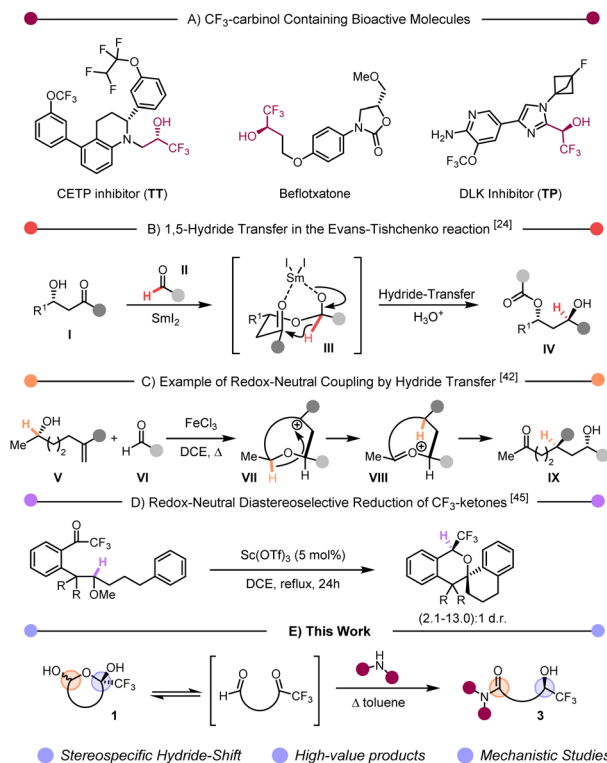 A) CF3-carbinol Containing Bioactive Molecules
F
F
O
F
F
OCF3
N
OH
CF3
CETP inhibitor (TT)
OMe
CF3
HO
O
N
O
O
Beflotxatone
F
N
N
N
H2N
O
F3C
OH
CF3
DLK Inhibitor (TP)
B) 1,5-Hydride Transfer in the Evans-Tishchenko reaction [24]
OH
O
R1
I
O
H
II
SmI2
I
I
Sm
O
O
R1
O
H
III
Hydride-Transfer
H3O+
O
O
H
OH
R1
IV
C) Example of Redox-Neutral Coupling by Hydride Transfer [42]
H
OH
Me
( )2
V
+
O
H
VI
FeCl3
DCE, Δ
+
Me
O
H
H
VII
H
Me
O
+
H
VIII
O
H
OH
Me
( )2
IX
D) Redox-Neutral Diastereoselective Reduction of CF3-ketones [45]
O
CF3
H
R
R
OMe
Sc(OTf)3 (5 mol%)
DCE, reflux, 24h
H
CF3
O
R
R
(2.1-13.0):1 d.r.
E) This Work
HO
O
OH
CF3
1
O
H
O
CF3
H
N
Δ toluene
O
N
OH
CF3
3
Stereospecific Hydride-Shift
High-value products
Mechanistic Studies